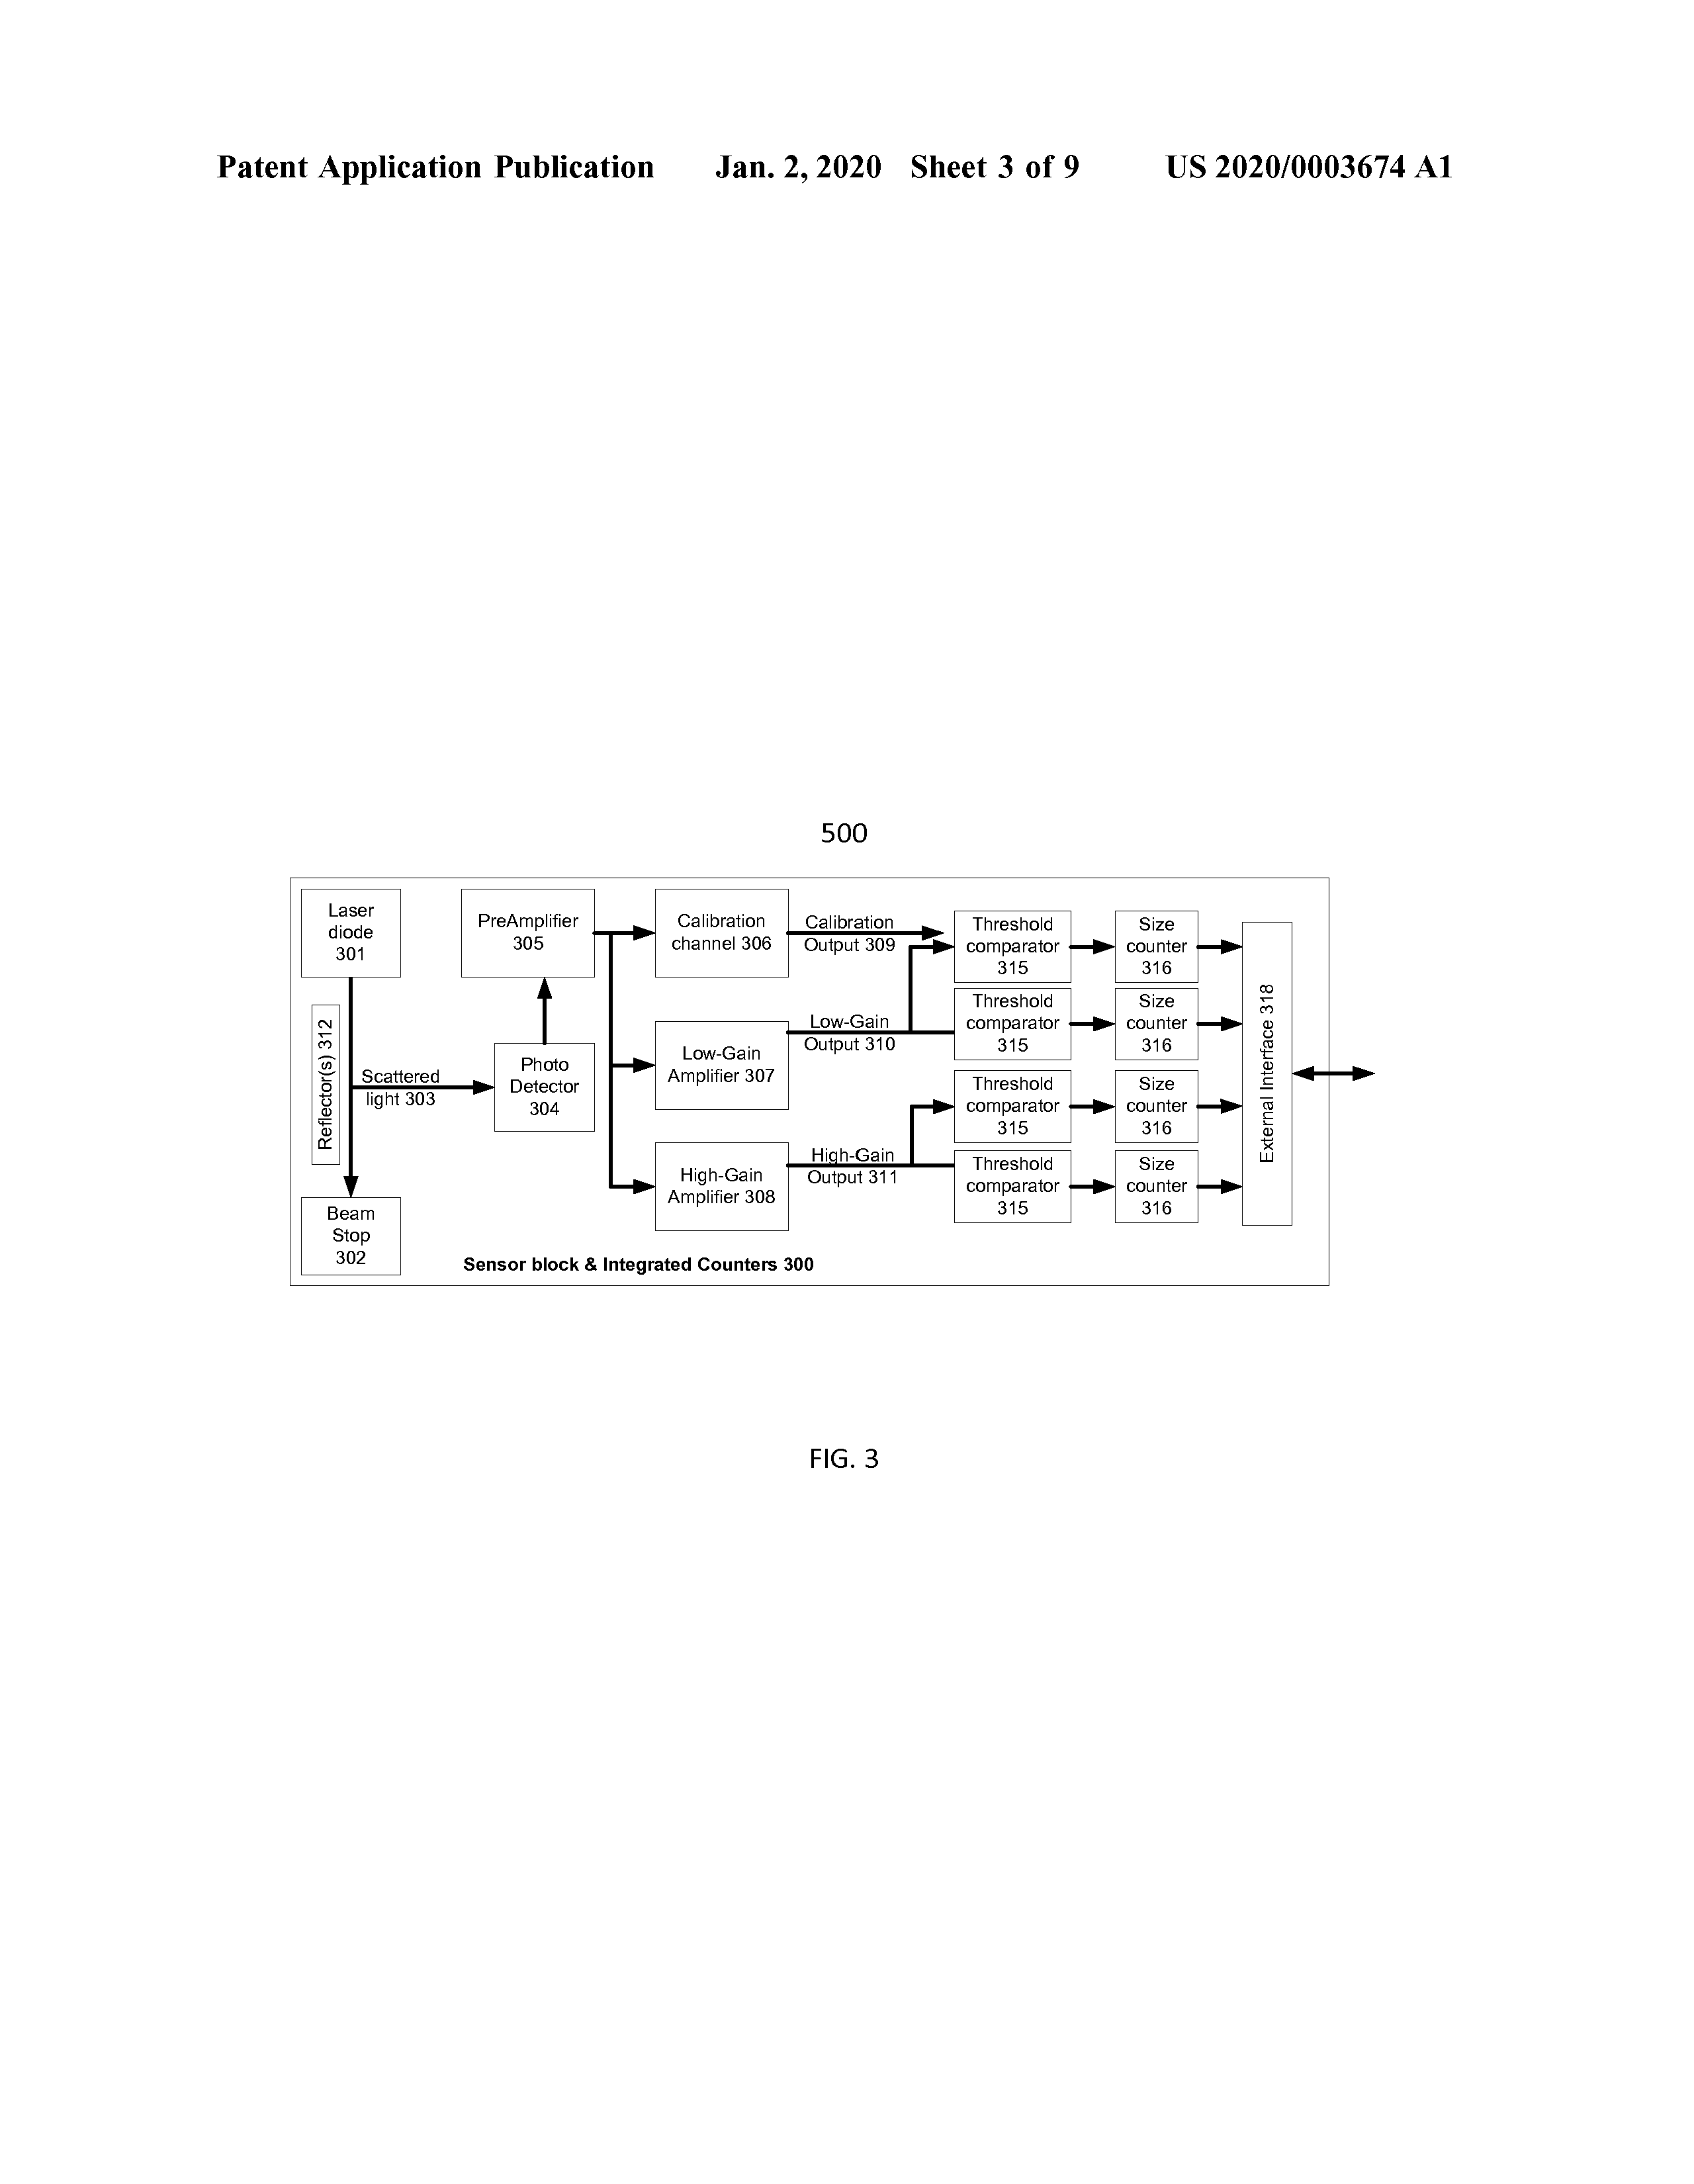 Patent Application Publication Jan. 2, 2020 Sheet 3 of 9 US 2020/0003674 A1
500
Laser
diode
301
Reflector(s) 312
Scattered
light 303
Beam
Stop
302
PreAmplifier
305
Photo
Detector
304
Calibration
channel 306
Low-Gain
Amplifier 307
High-Gain
Amplifier 308
Calibration
Output 309
Low-Gain
Output 310
High-Gain
Output 311
Threshold
comparator
315
Size
counter
316
Threshold
comparator
315
Size
counter
316
Threshold
comparator
315
Size
counter
316
Threshold
comparator
315
Size
counter
316
External Interface 318
Sensor block & Integrated Counters 300
FIG. 3